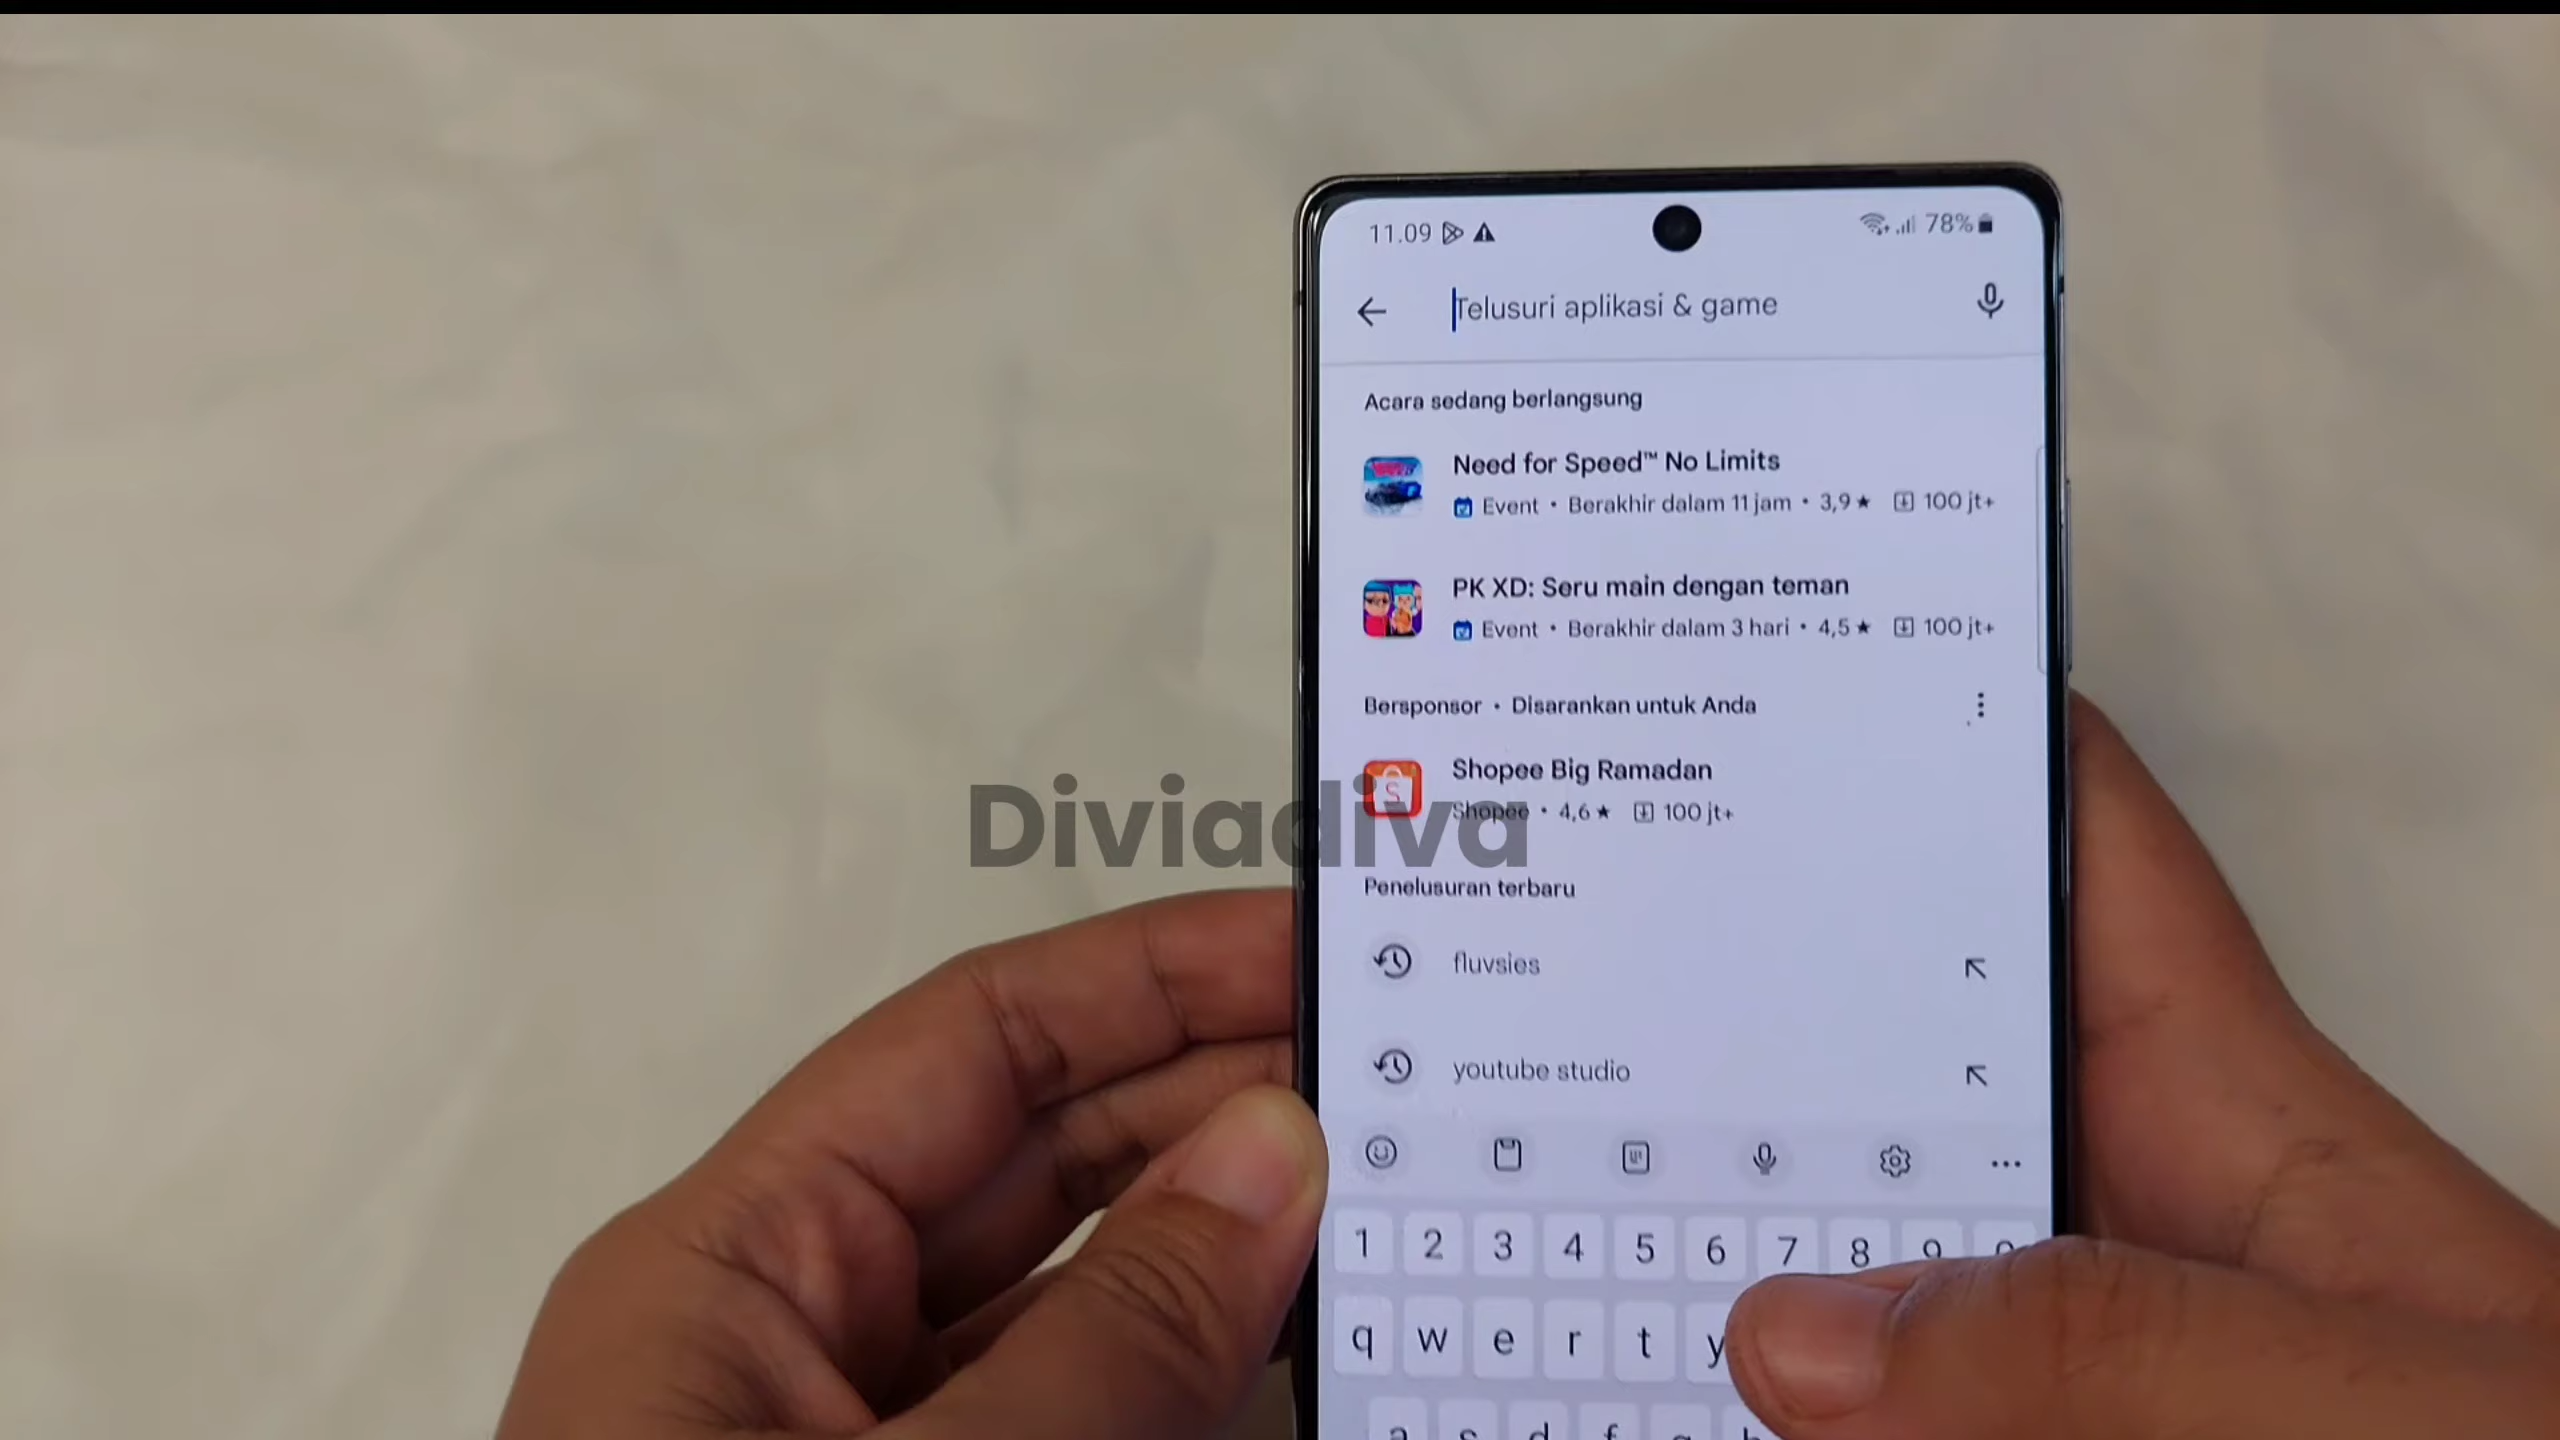 11.09
78%
Telusuri aplikasi & game
Acara sedang berlangsung
Need for Speed™ No Limits
Event • Berakhir dalam 11 jam • 3,9 ★ 100 jt+
PK XD: Seru main dengan teman
Event • Berakhir dalam 3 hari • 4,5 ★ 100 jt+
Bersponsor • Disarankan untuk Anda
Shopee Big Ramadan
Shopee • 4,6 ★ 100 jt+
Diviadiva
Penelusuran terbaru
fluvsies
youtube studio
1 2 3 4 5 6 7 8 9 0
q w e r t y
a s d f g h